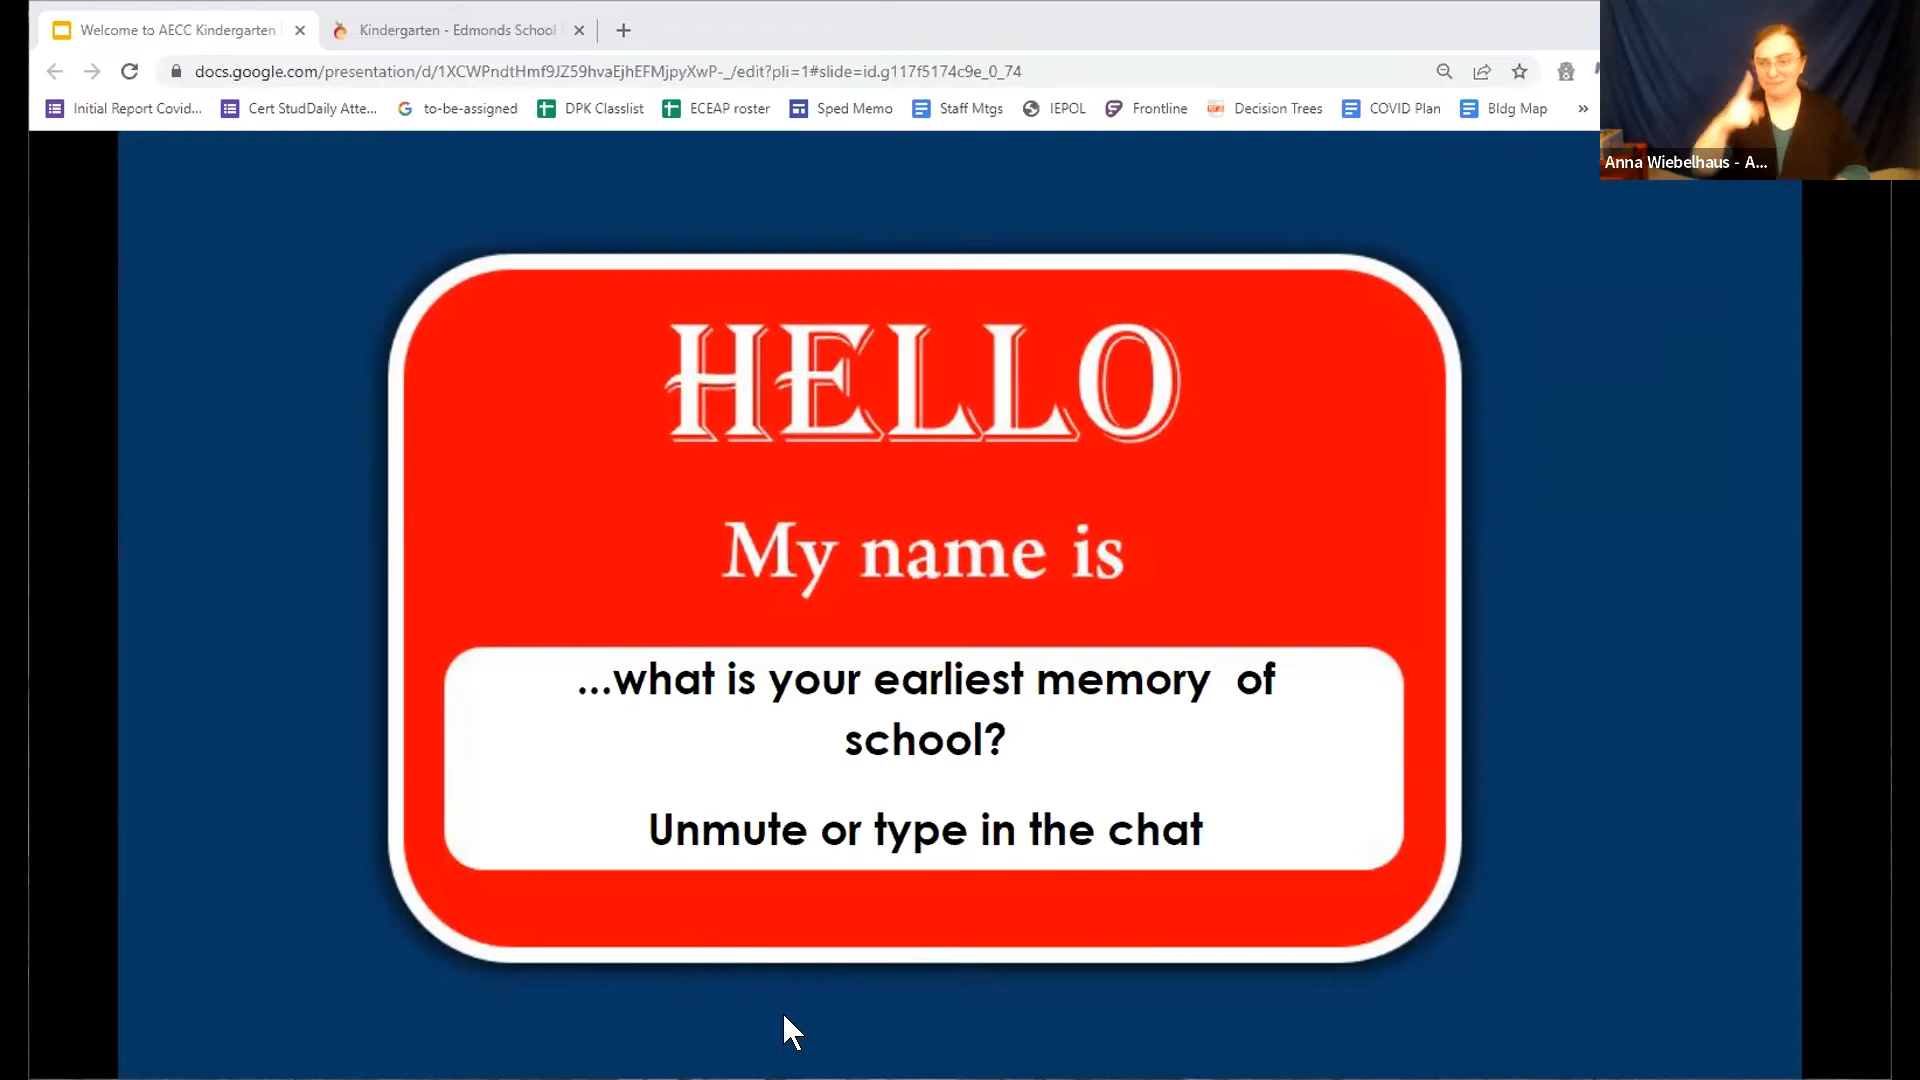 Welcome to AECC Kindergarten
Kindergarten - Edmonds School
docs.google.com/presentation/d/1XCWPndtHmf9JZ59hvaEjhEFMjpyXwP-_/edit?pli=1#slide=id.g117f5174c9e_0_74
Initial Report Covid... Cert StudDaily Atte... to-be-assigned DPK Classlist ECEAP roster Sped Memo Staff Mtgs IEPOL Frontline Decision Trees COVID Plan Bldg Map »
Anna Wiebelhaus - A...
HELLO
My name is
...what is your earliest memory of
school?
Unmute or type in the chat